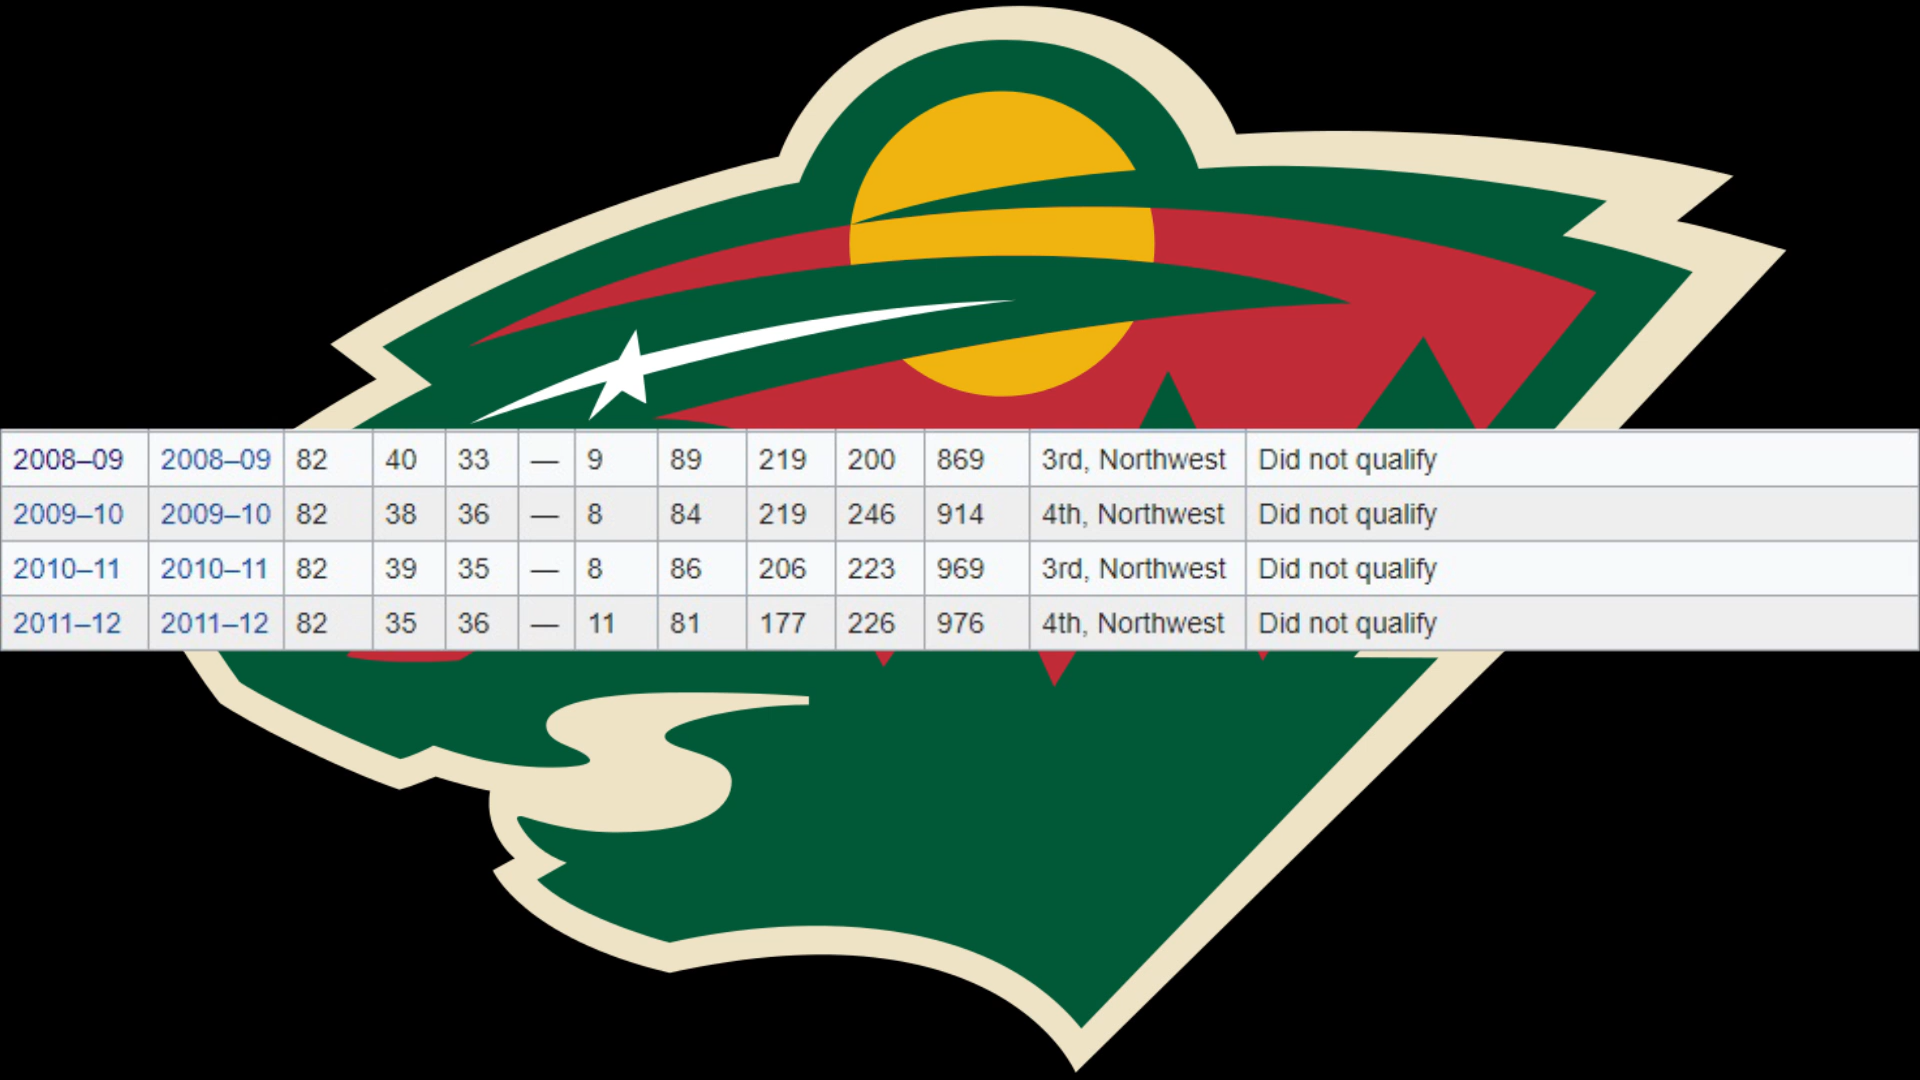 2008–09 2008–09 82 40 33 — 9 89 219 200 869 3rd, Northwest Did not qualify
2009–10 2009–10 82 38 36 — 8 84 219 246 914 4th, Northwest Did not qualify
2010–11 2010–11 82 39 35 — 8 86 206 223 969 3rd, Northwest Did not qualify
2011–12 2011–12 82 35 36 — 11 81 177 226 976 4th, Northwest Did not qualify